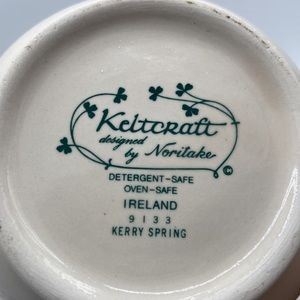 Keltcraft
designed
by Noritake
©
DETERGENT-SAFE
OVEN-SAFE
IRELAND
9133
KERRY SPRING